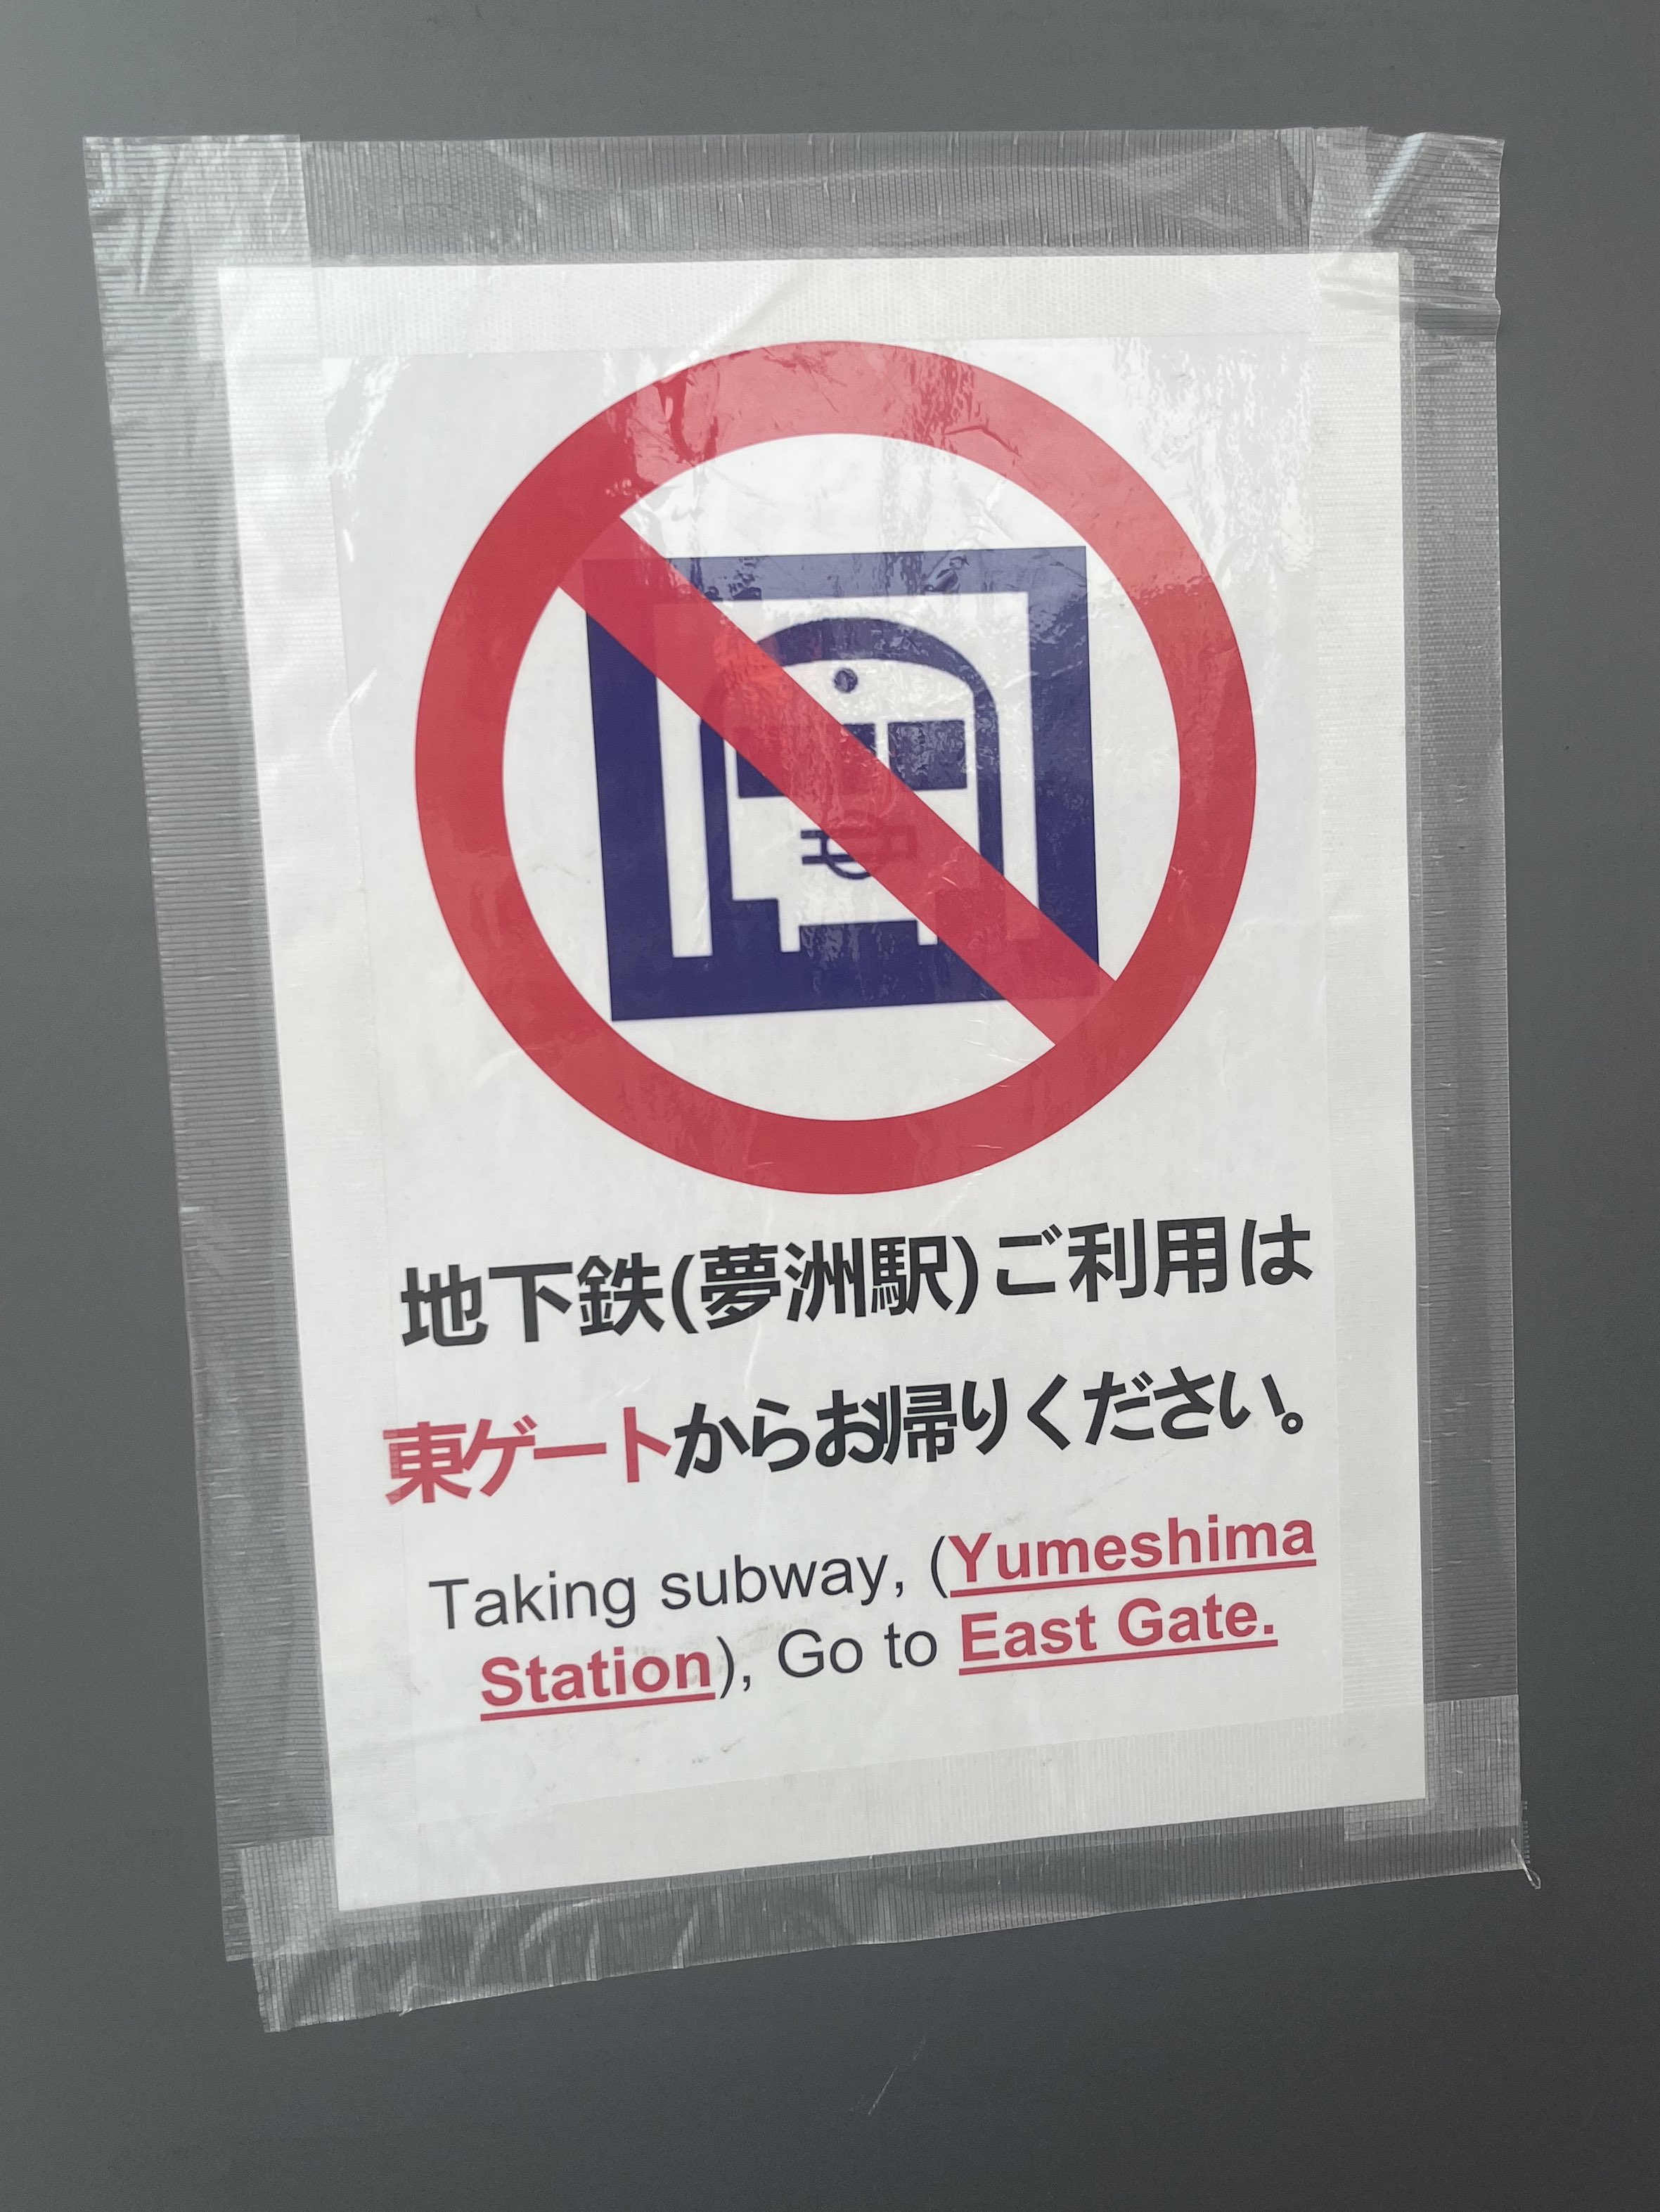 地下鉄(夢洲駅)ご利用は
東ゲートからお帰りください。
Taking subway, (Yumeshima
Station), Go to East Gate.